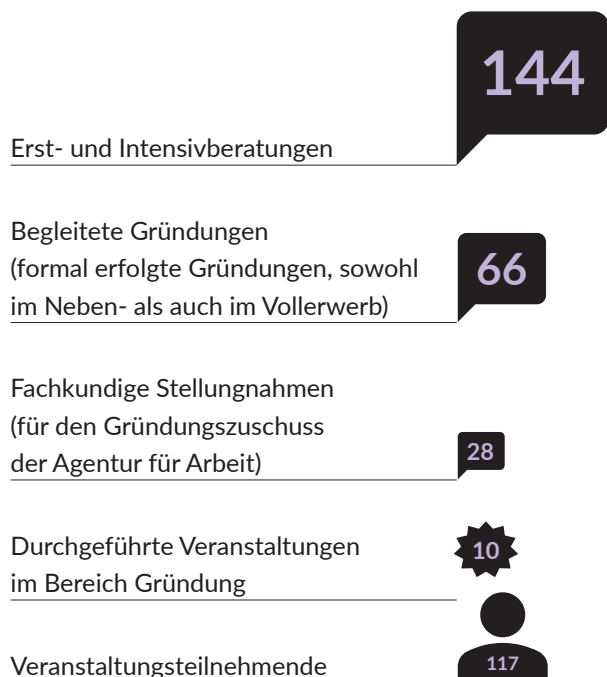 144
Erst- und Intensivberatungen
Begleitete Gründungen
(formal erfolgte Gründungen, sowohl
im Neben- als auch im Vollerwerb)
66
Fachkundige Stellungnahmen
(für den Gründungszuschuss
der Agentur für Arbeit)
28
Durchgeführte Veranstaltungen
im Bereich Gründung
10
Veranstaltungsteilnehmende
117